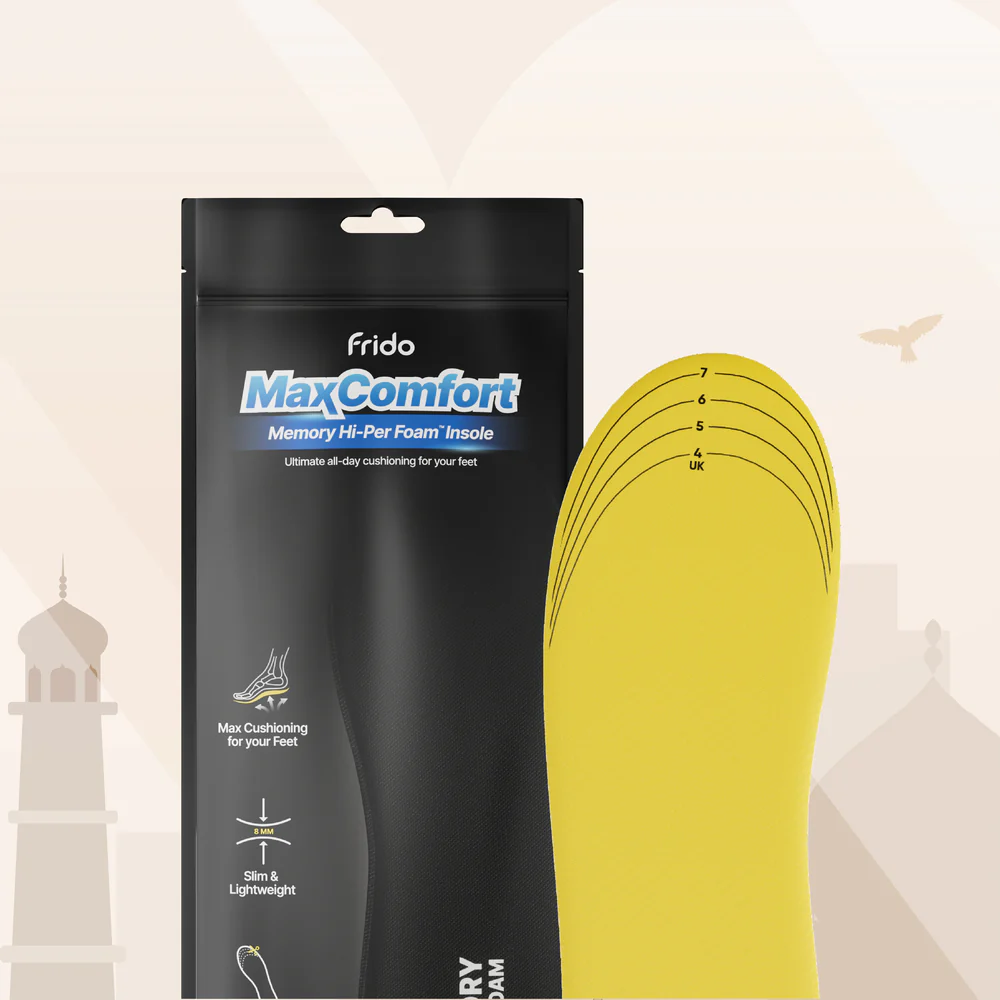 Frido
MaxComfort
Memory Hi-Per Foam™ Insole
Ultimate all-day cushioning for your feet
7
6
5
4
UK
Max Cushioning
for your Feet
8 MM
Slim &
Lightweight